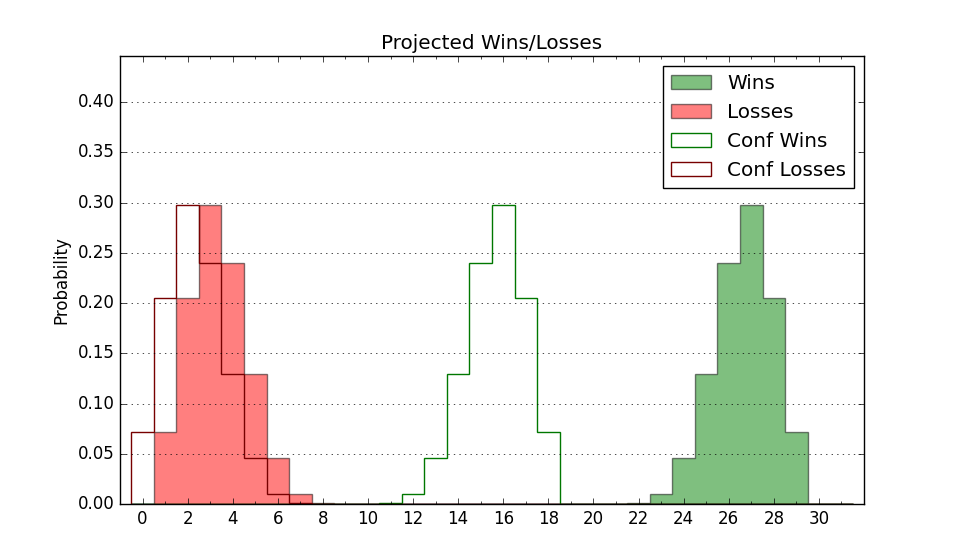 Projected Wins/Losses
Wins
Losses
Conf Wins
Conf Losses
Probability
0.40
0.35
0.30
0.25
0.20
0.15
0.10
0.05
0.00
0 2 4 6 8 10 12 14 16 18 20 22 24 26 28 30